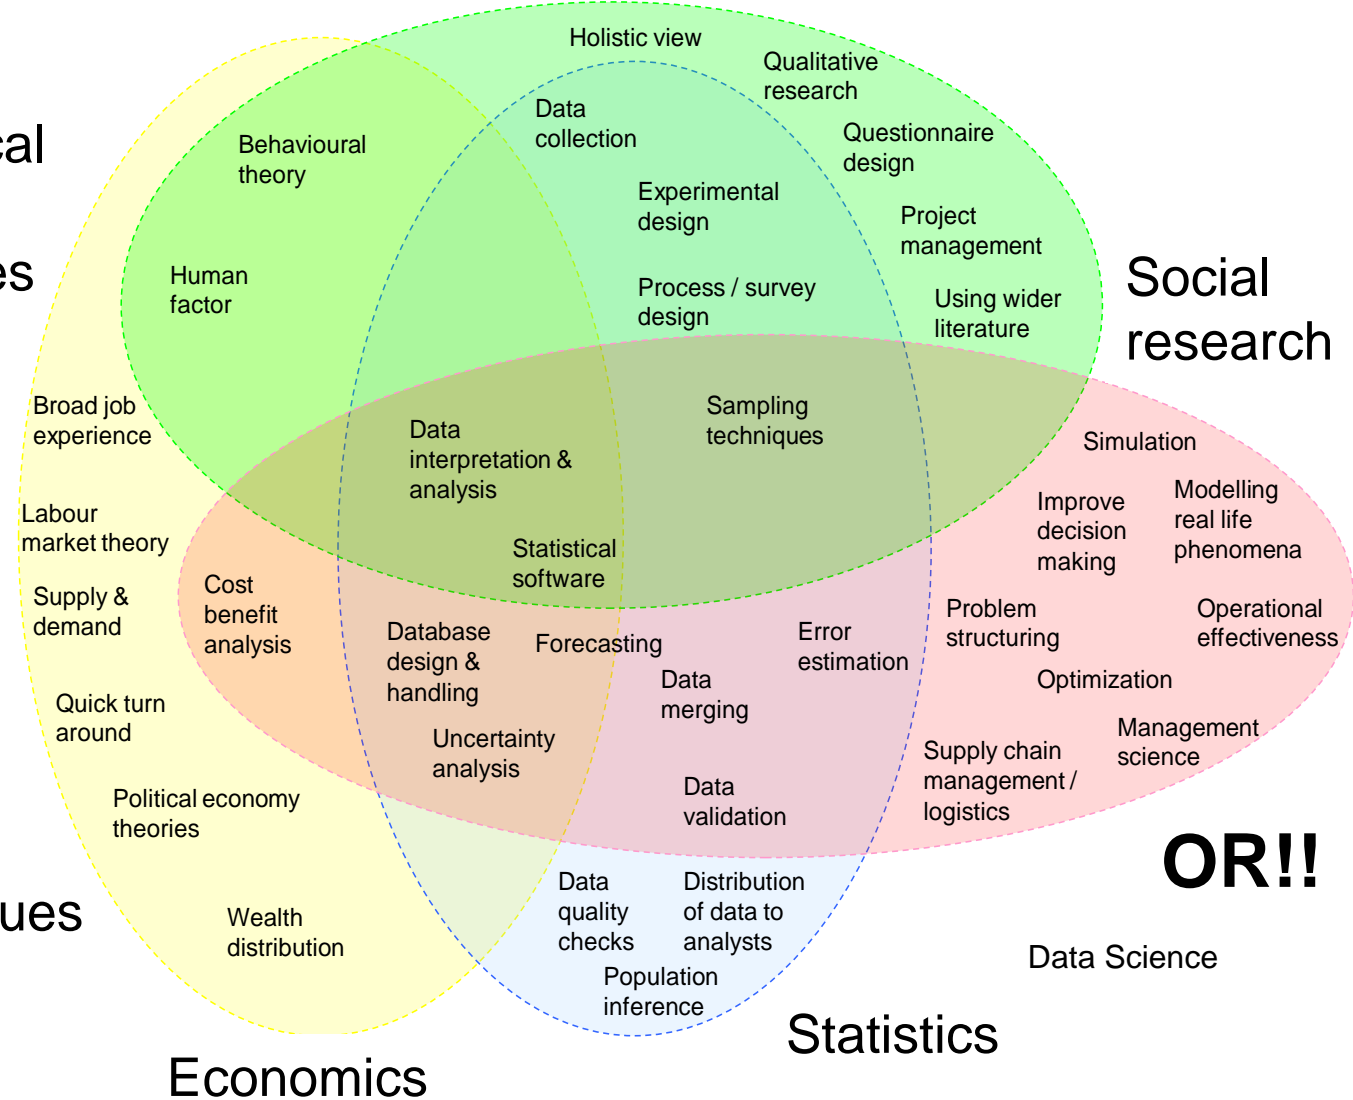 Holistic view
Qualitative
research
Data
collection
Questionnaire
design
Behavioural
theory
Experimental
design
Project
management
Human
factor
Process / survey
design
Using wider
literature
Social
research
Broad job
experience
Data
interpretation &
analysis
Sampling
techniques
Simulation
Improve
decision
making
Modelling
real life
phenomena
Labour
market theory
Statistical
software
Supply &
demand
Cost
benefit
analysis
Database
design &
handling
Forecasting
Error
estimation
Problem
structuring
Operational
effectiveness
Data
merging
Optimization
Quick turn
around
Uncertainty
analysis
Supply chain
management /
logistics
Management
science
Political economy
theories
Data
validation
OR!!
Wealth
distribution
Data
quality
checks
Distribution
of data to
analysts
Data Science
Population
inference
Statistics
Economics